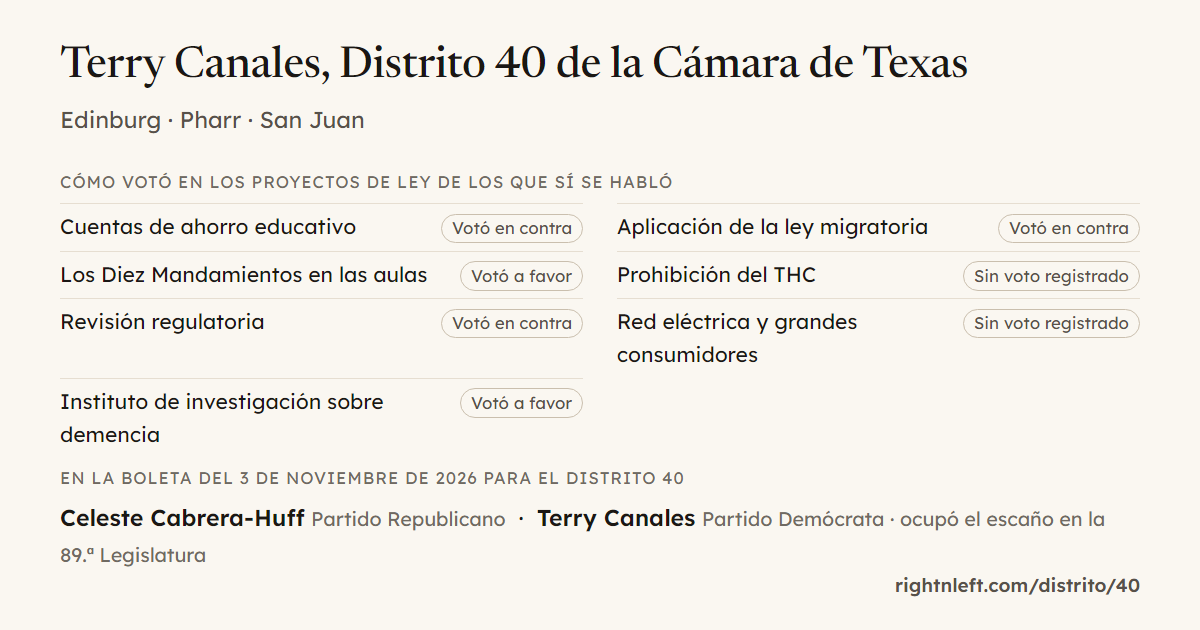 Terry Canales, Distrito 40 de la Cámara de Texas
Edinburg · Pharr · San Juan
CÓMO VOTÓ EN LOS PROYECTOS DE LEY DE LOS QUE SÍ SE HABLÓ
Cuentas de ahorro educativo Votó en contra
Aplicación de la ley migratoria Votó en contra
Los Diez Mandamientos en las aulas Votó a favor
Prohibición del THC Sin voto registrado
Revisión regulatoria Votó en contra
Red eléctrica y grandes Sin voto registrado
consumidores
Instituto de investigación sobre Votó a favor
demencia
EN LA BOLETA DEL 3 DE NOVIEMBRE DE 2026 PARA EL DISTRITO 40
Celeste Cabrera-Huff Partido Republicano · Terry Canales Partido Demócrata · ocupó el escaño en la
89.ª Legislatura
rightnleft.com/distrito/40